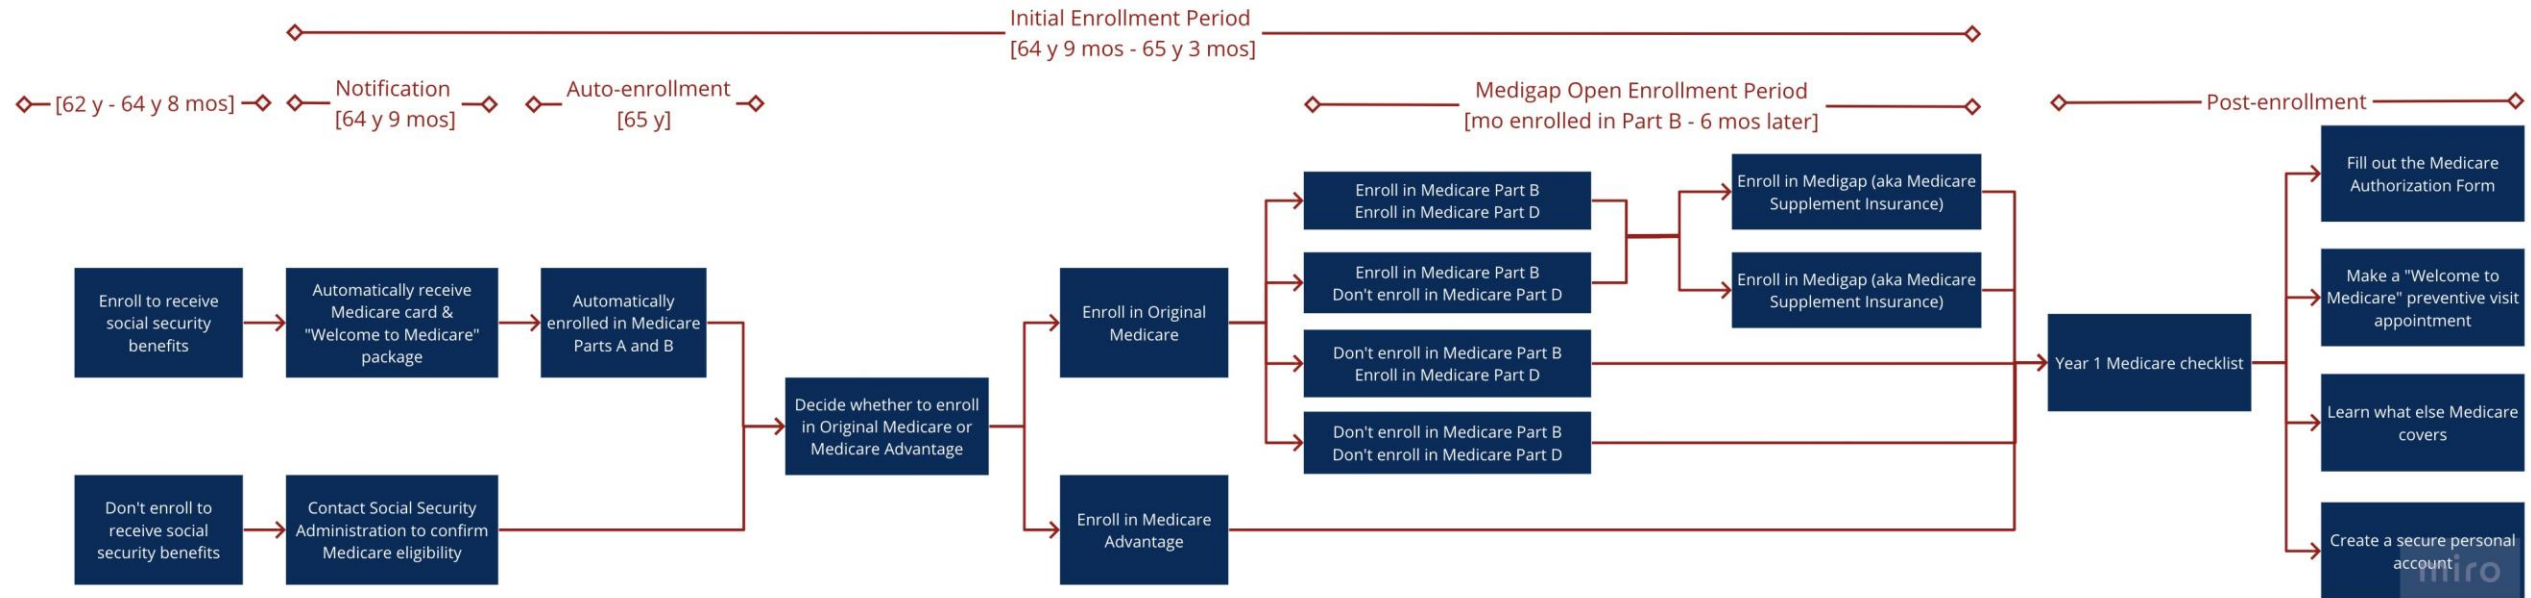 Initial Enrollment Period
[64 y 9 mos - 65 y 3 mos]
[62 y - 64 y 8 mos]
Notification
[64 y 9 mos]
Auto-enrollment
[65 y]
Medigap Open Enrollment Period
[mo enrolled in Part B - 6 mos later]
Post-enrollment
Enroll to receive
social security
benefits
Automatically receive
Medicare card &
"Welcome to Medicare"
package
Automatically
enrolled in Medicare
Parts A and B
Don't enroll to
receive social
security benefits
Contact Social Security
Administration to confirm
Medicare eligibility
Decide whether to enroll
in Original Medicare or
Medicare Advantage
Enroll in Original
Medicare
Enroll in Medicare
Advantage
Enroll in Medicare Part B
Enroll in Medicare Part D
Enroll in Medicare Part B
Don't enroll in Medicare Part D
Don't enroll in Medicare Part B
Enroll in Medicare Part D
Don't enroll in Medicare Part B
Don't enroll in Medicare Part D
Enroll in Medigap (aka Medicare
Supplement Insurance)
Enroll in Medigap (aka Medicare
Supplement Insurance)
Year 1 Medicare checklist
Fill out the Medicare
Authorization Form
Make a "Welcome to
Medicare" preventive visit
appointment
Learn what else Medicare
covers
Create a secure personal
account
miro